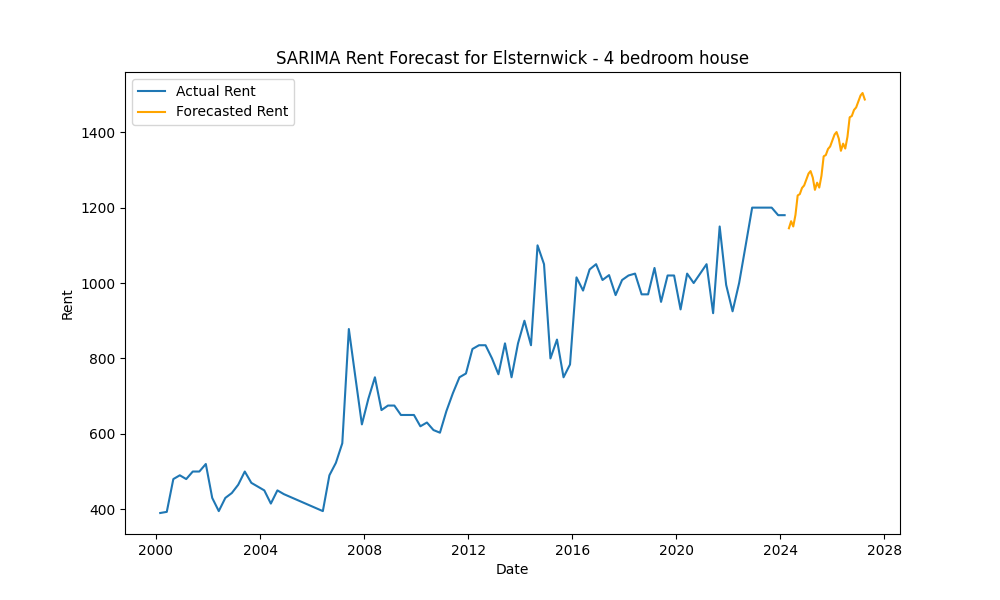 SARIMA Rent Forecast for Elsternwick - 4 bedroom house
Actual Rent
Forecasted Rent
1400
1200
1000
800
600
400
Rent
2000 2004 2008 2012 2016 2020 2024 2028
Date